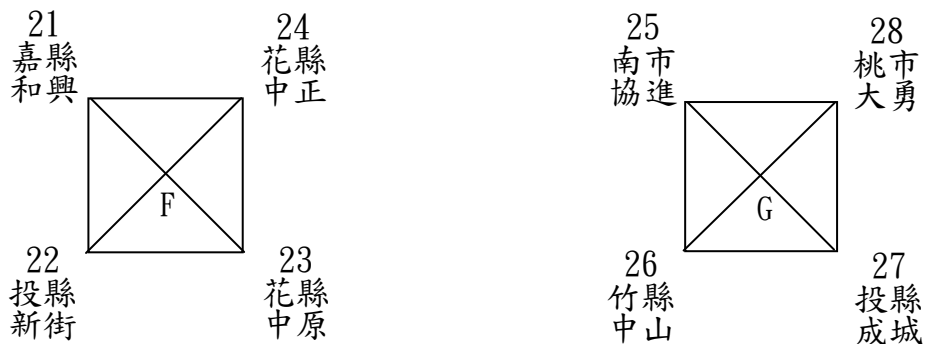 21
嘉縣
和興
24
花縣
中正
F
22
投縣
新街
23
花縣
中原
25
南市
協進
28
桃市
大勇
G
26
竹縣
中山
27
投縣
成城